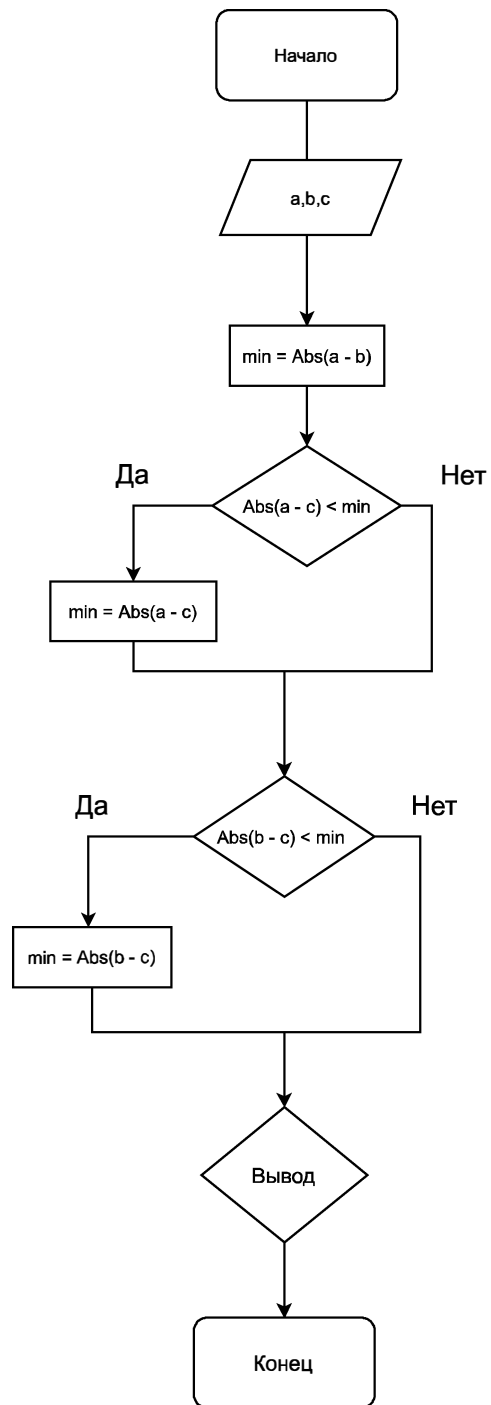 Начало
a,b,c
min = Abs(a - b)
Да
Нет
Abs(a - c) < min
min = Abs(a - c)
Да
Нет
Abs(b - c) < min
min = Abs(b - c)
Вывод
Конец